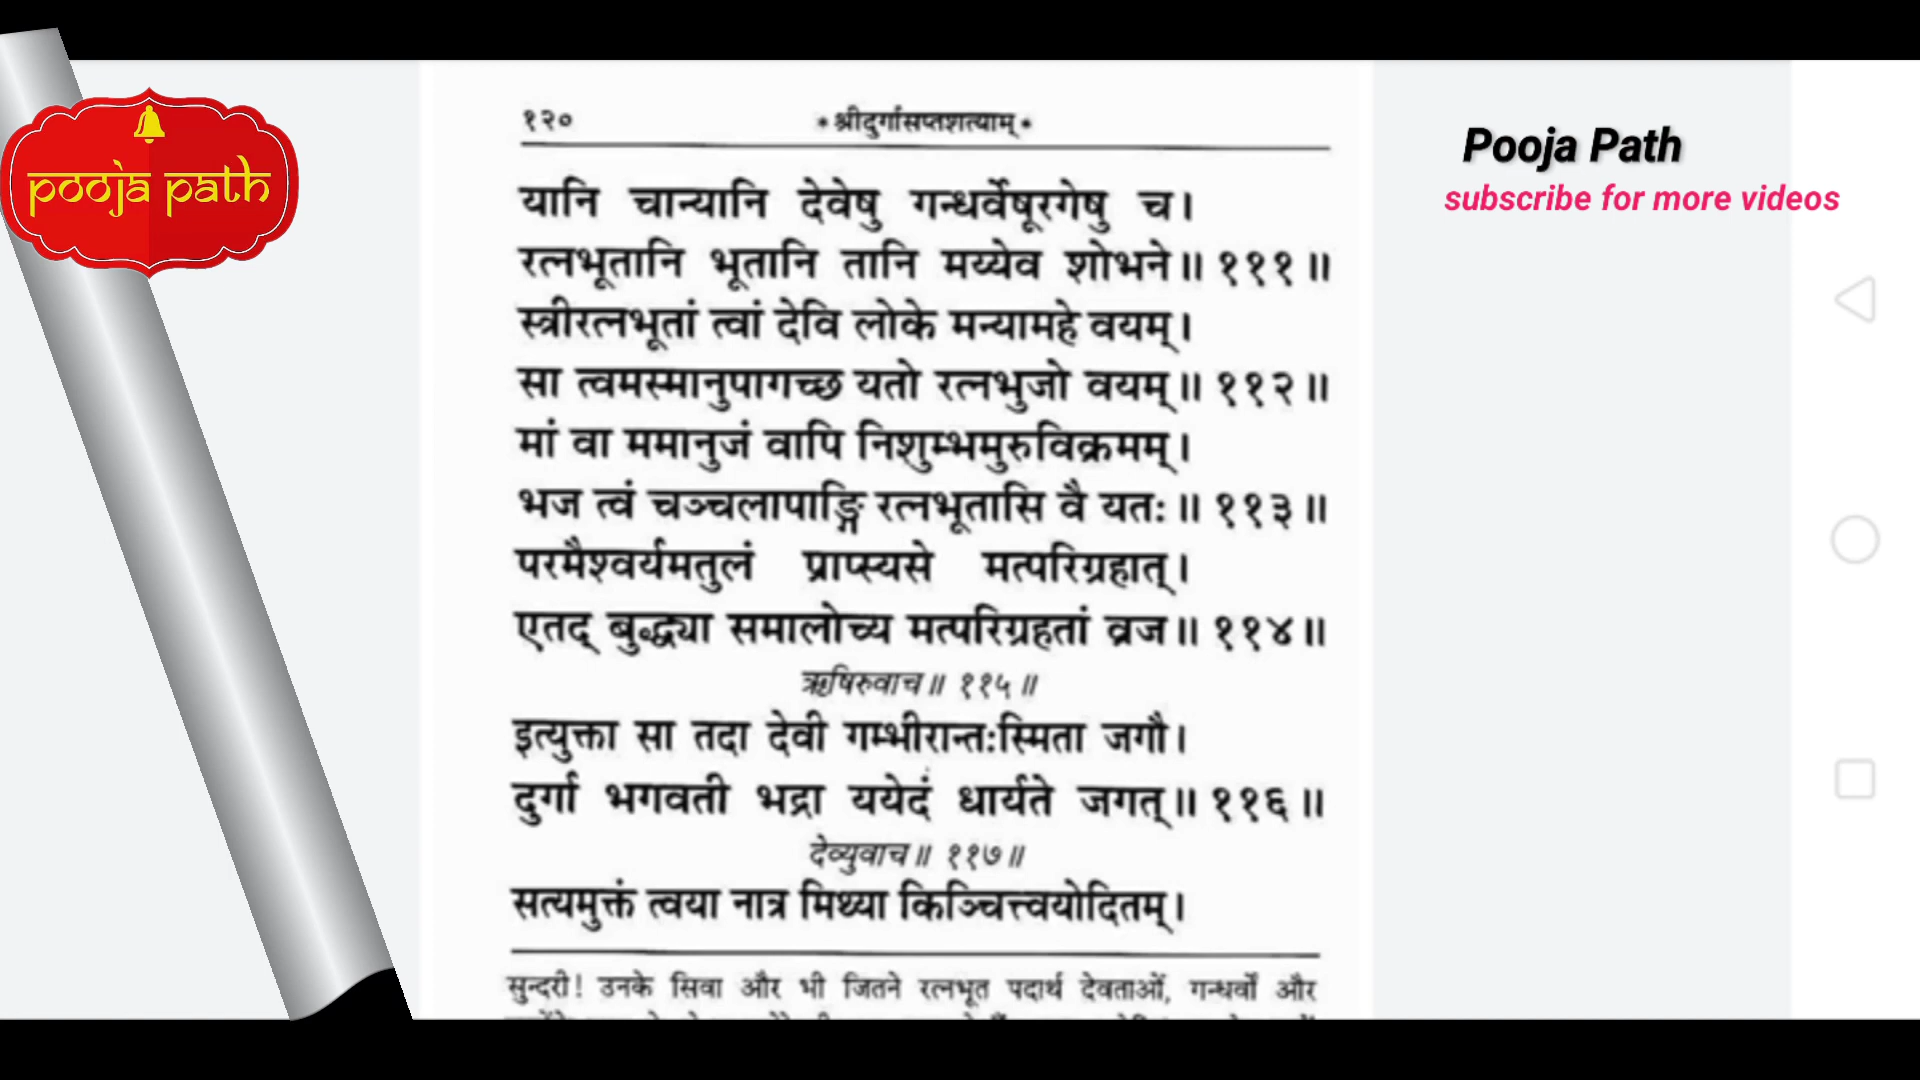 pooja path
१२०
* श्रीदुर्गासप्तशत्याम् *
Pooja Path
subscribe for more videos
यानि चान्यानि देवेषु गन्धर्वेषूरगेषु च।
रत्नभूतानि भूतानि तानि मय्येव शोभने॥ १११॥
स्त्रीरत्नभूतां त्वां देवि लोके मन्यामहे वयम्।
सा त्वमस्मानुपागच्छ यतो रत्नभुजो वयम्॥ ११२॥
मां वा ममानुजं वापि निशुम्भमुरुविक्रमम्।
भज त्वं चञ्चलापाङ्गि रत्नभूतासि वै यतः॥ ११३॥
परमैश्वर्यमतुलं प्राप्स्यसे मत्परिग्रहात्।
एतद् बुद्ध्या समालोच्य मत्परिग्रहतां व्रज॥ ११४॥
ऋषिरुवाच॥ ११५॥
इत्युक्ता सा तदा देवी गम्भीरान्तःस्मिता जगौ।
दुर्गा भगवती भद्रा ययेदं धार्यते जगत्॥ ११६॥
देव्युवाच॥ ११७॥
सत्यमुक्तं त्वया नात्र मिथ्या किञ्चित्त्वयोदितम्।
सुन्दरी! उनके सिवा और भी जितने रत्नभूत पदार्थ देवताओं, गन्धर्वों और